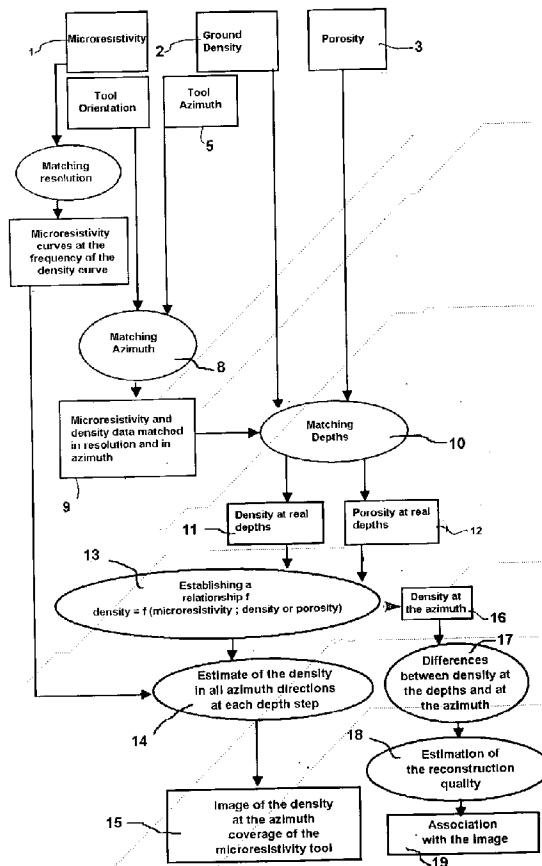 Microresistivity
1
Ground
Density
2
Porosity
3
Tool
Orientation
Tool
Azimuth
5
Matching
resolution
Microresistivity
curves at the
frequency of the
density curve
Matching
Azimuth
8
Microresistivity and
density data matched
in resolution and in
azimuth
9
Matching
Depths
10
Density at real
depths
11
Porosity at real
depths
12
13
Establishing a
relationship f
density = f (microresistivity ; density or porosity)
Density at
the azimuth
16
17
Estimate of the density
in all azimuth directions
at each depth step
14
Differences
between density at
the depths and at
the azimuth
18
Estimation of
the reconstruction
quality
15
Image of the density
at the azimuth
coverage of the
microresistivity tool
Association
with the image
19